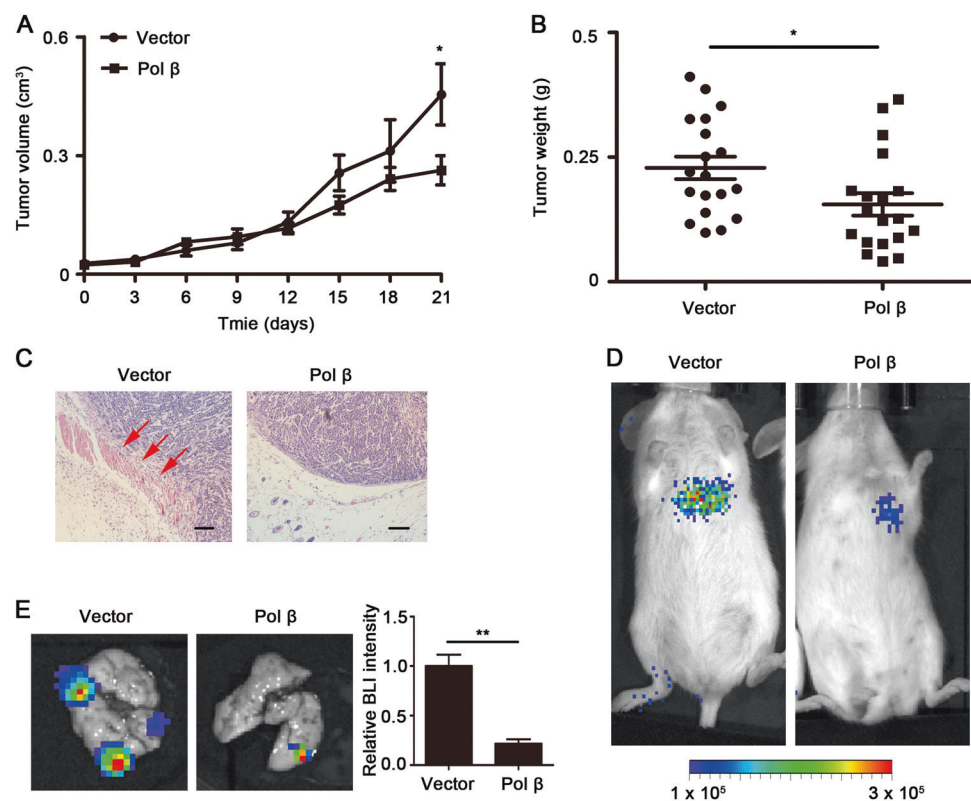 A
Vector
Pol β
Tumor volume (cm³)
0.6
0.3
0
*
0 3 6 9 12 15 18 21
Tmie (days)
B
Tumor weight (g)
0.5
0.25
0
*
Vector Pol β
C
Vector Pol β
D
Vector Pol β
1 x 10⁵ 3 x 10⁵
E
Vector Pol β
Relative BLI intensity
1.5
1.0
0.5
0.0
**
Vector Pol β